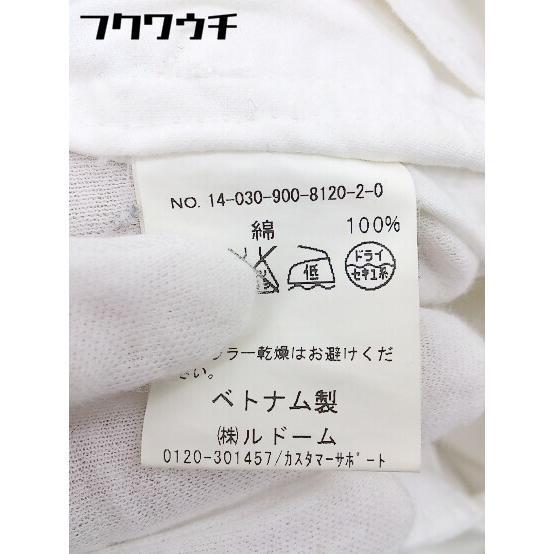 フクワウチ
NO. 14-030-900-8120-2-0
綿 100%
低
ドライ
セキユ系
ラー乾燥はお避けくだ
さい。
ベトナム製
㈱ルドーム
0120-301457/カスタマーサポート